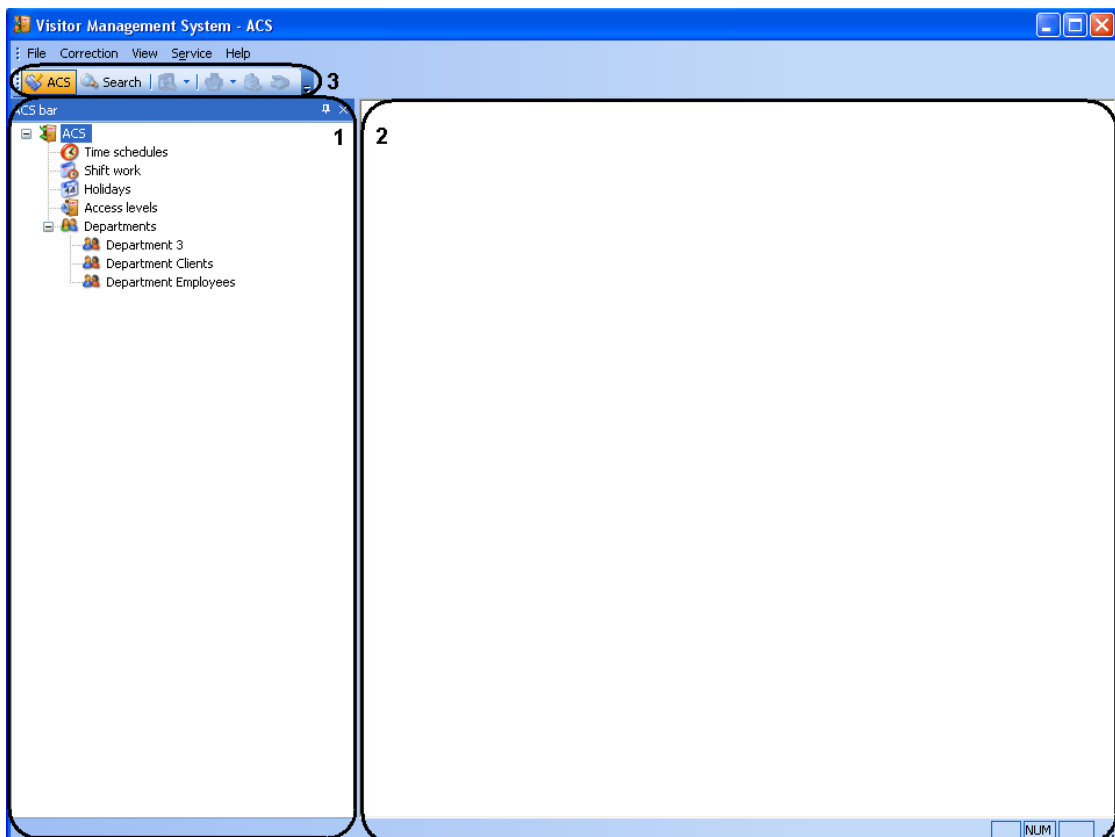 Visitor Management System - ACS
File Correction View Service Help
ACS Search 3
ACS bar
1 2
ACS
Time schedules
Shift work
Holidays
Access levels
Departments
Department 3
Department Clients
Department Employees
NUM